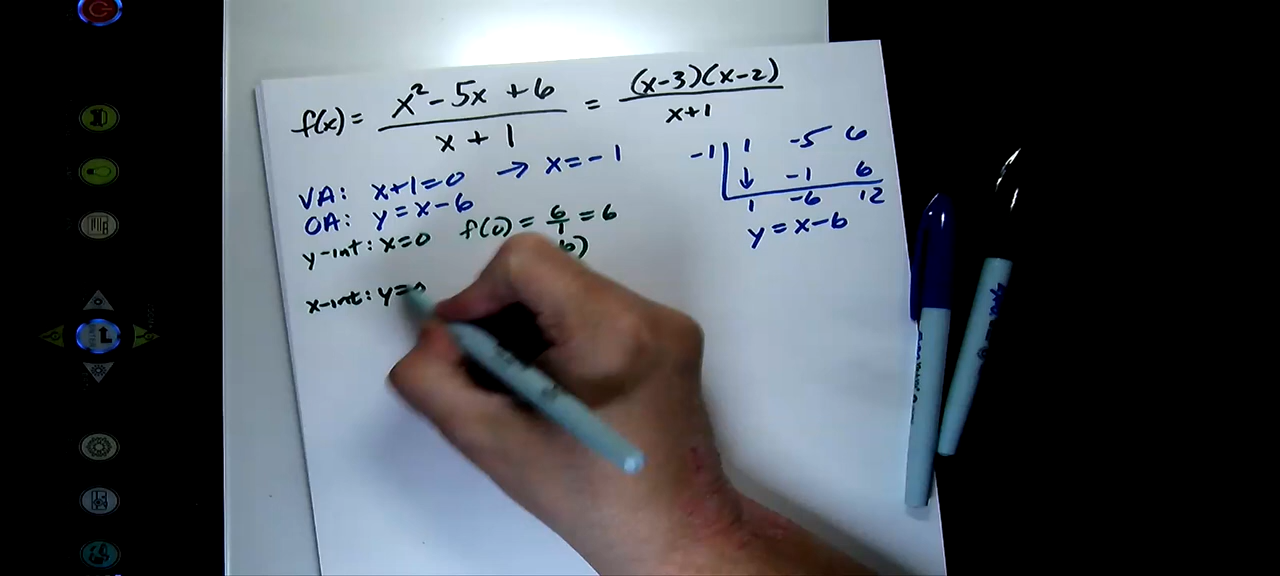 f(x) = x² - 5x + 6 / x + 1 = (x-3)(x-2) / x+1
VA: x+1=0 → x=-1
OA: y=x-6
y-int: x=0 f(0) = 6/1 = 6
6)
x-int: y=
-1 | 1 -5 6
↓ -1 6
1 -6 12
y=x-6